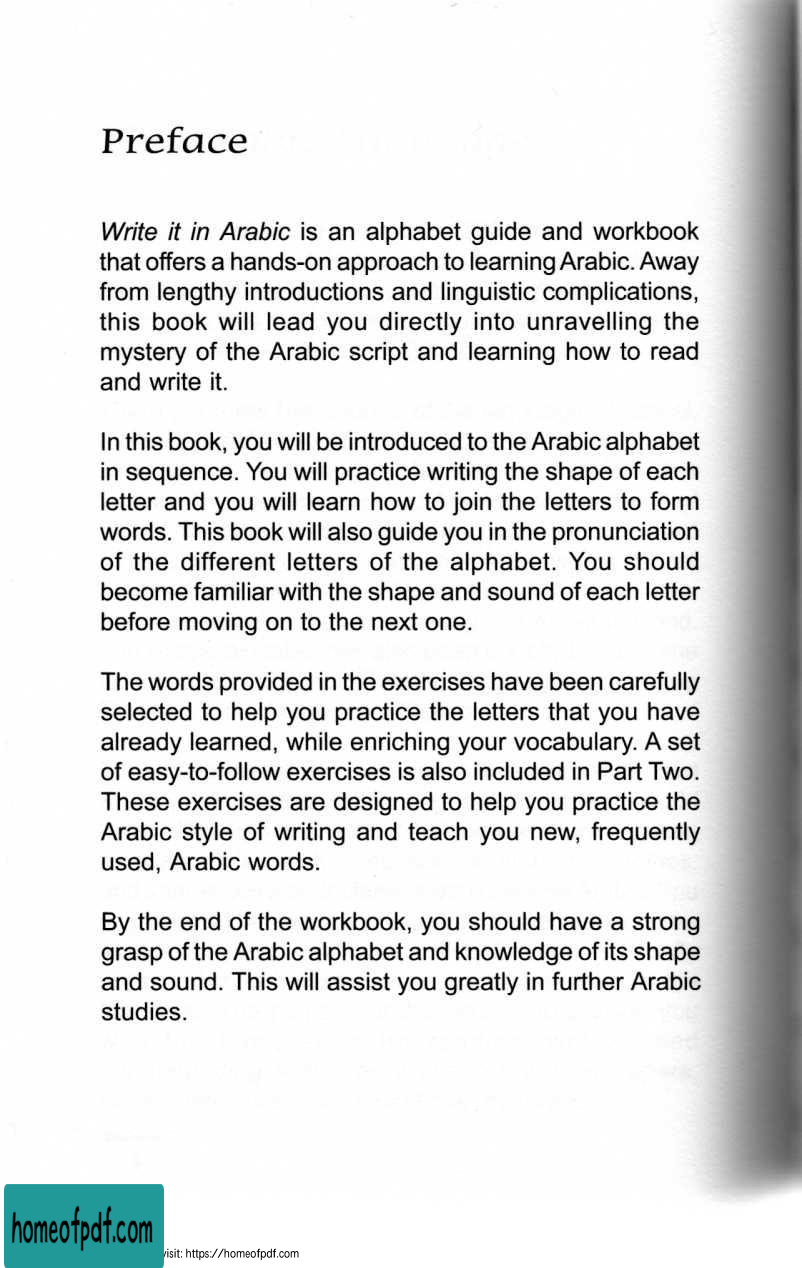 Preface
Write it in Arabic is an alphabet guide and workbook
that offers a hands-on approach to learning Arabic. Away
from lengthy introductions and linguistic complications,
this book will lead you directly into unravelling the
mystery of the Arabic script and learning how to read
and write it.
In this book, you will be introduced to the Arabic alphabet
in sequence. You will practice writing the shape of each
letter and you will learn how to join the letters to form
words. This book will also guide you in the pronunciation
of the different letters of the alphabet. You should
become familiar with the shape and sound of each letter
before moving on to the next one.
The words provided in the exercises have been carefully
selected to help you practice the letters that you have
already learned, while enriching your vocabulary. A set
of easy-to-follow exercises is also included in Part Two.
These exercises are designed to help you practice the
Arabic style of writing and teach you new, frequently
used, Arabic words.
By the end of the workbook, you should have a strong
grasp of the Arabic alphabet and knowledge of its shape
and sound. This will assist you greatly in further Arabic
studies.
homeofpdf.com
visit: https://homeofpdf.com